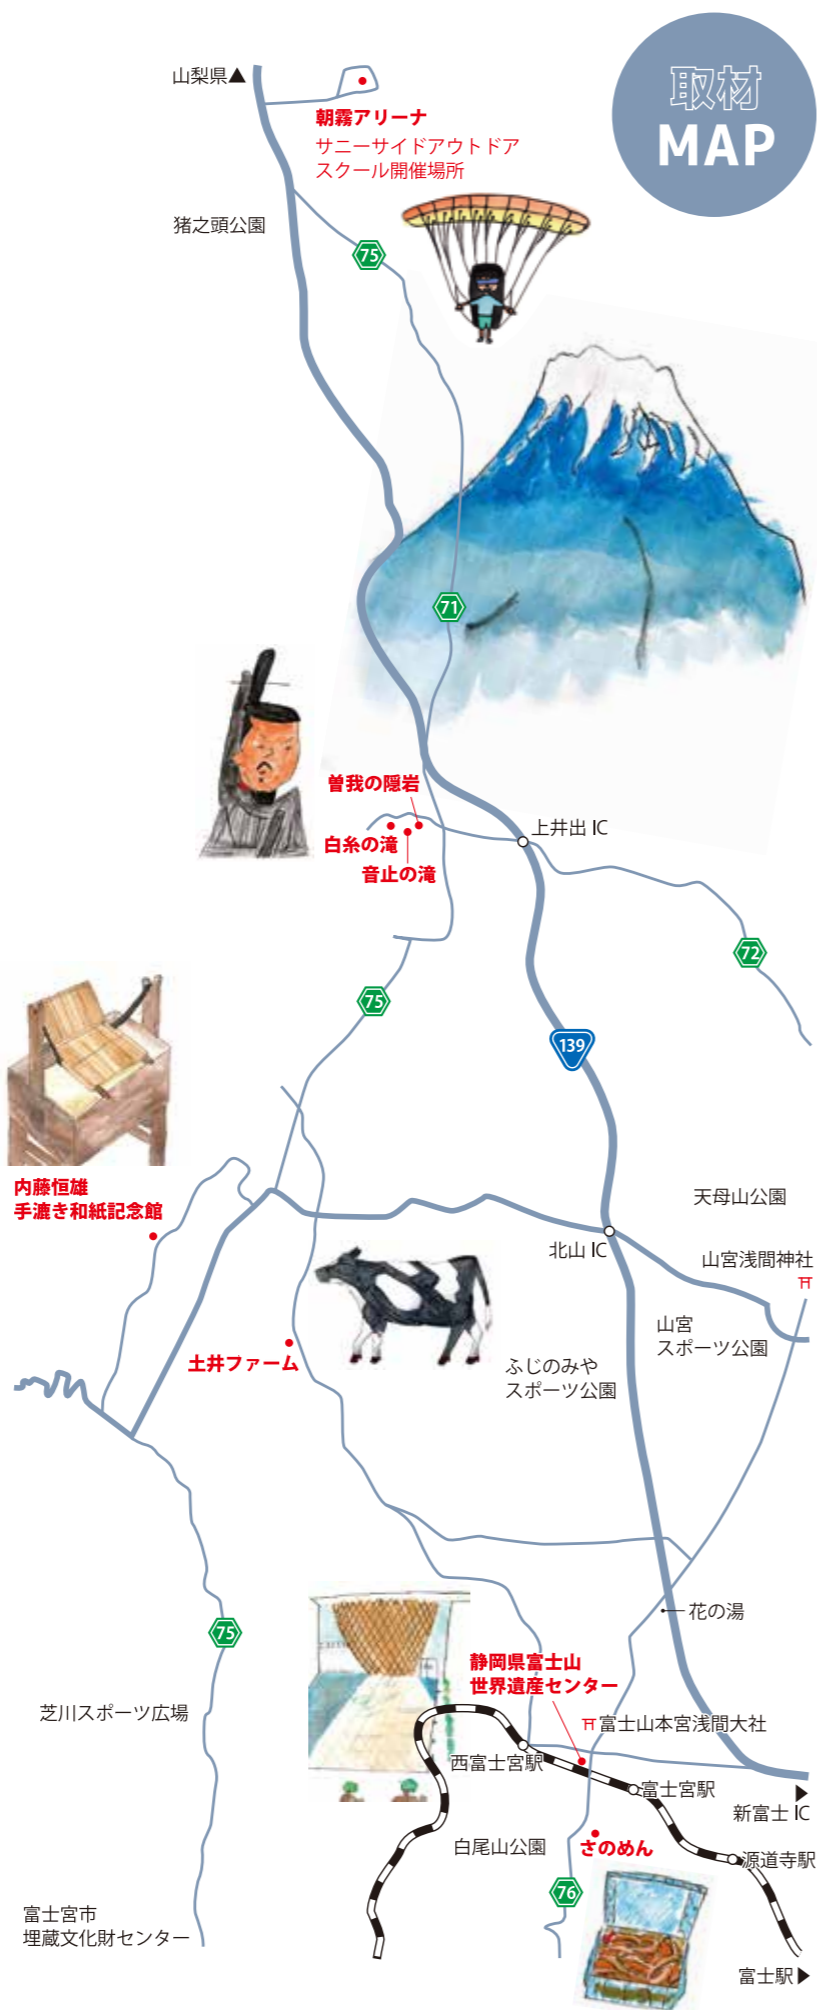 取材
MAP
山梨県▲
朝霧アリーナ
サニーサイドアウトドア
スクール開催場所
猪之頭公園
75
71
曽我の隠岩
白糸の滝
音止の滝
上井出 IC
72
75
139
内藤恒雄
手漉き和紙記念館
天母山公園
北山 IC
山宮浅間神社
山宮
スポーツ公園
土井ファーム
ふじのみや
スポーツ公園
花の湯
75
静岡県富士山
世界遺産センター
芝川スポーツ広場
富士山本宮浅間大社
西富士宮駅
富士宮駅
新富士 IC
白尾山公園
さのめん
源道寺駅
76
富士宮市
埋蔵文化財センター
富士駅▶